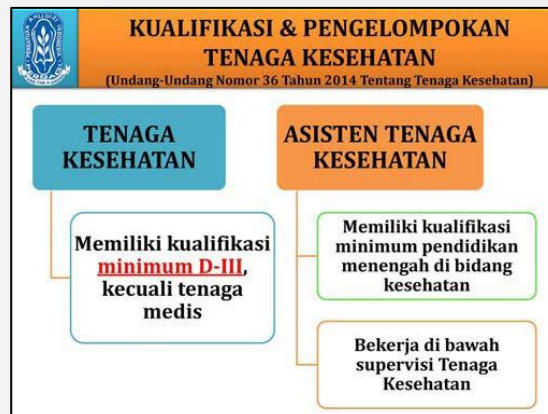 KUALIFIKASI & PENGELOMPOKAN
TENAGA KESEHATAN
(Undang-Undang Nomor 36 Tahun 2014 Tentang Tenaga Kesehatan)
TENAGA
KESEHATAN
Memiliki kualifikasi
minimum D-III,
kecuali tenaga
medis
ASISTEN TENAGA
KESEHATAN
Memiliki kualifikasi
minimum pendidikan
menengah di bidang
kesehatan
Bekerja di bawah
supervisi Tenaga
Kesehatan